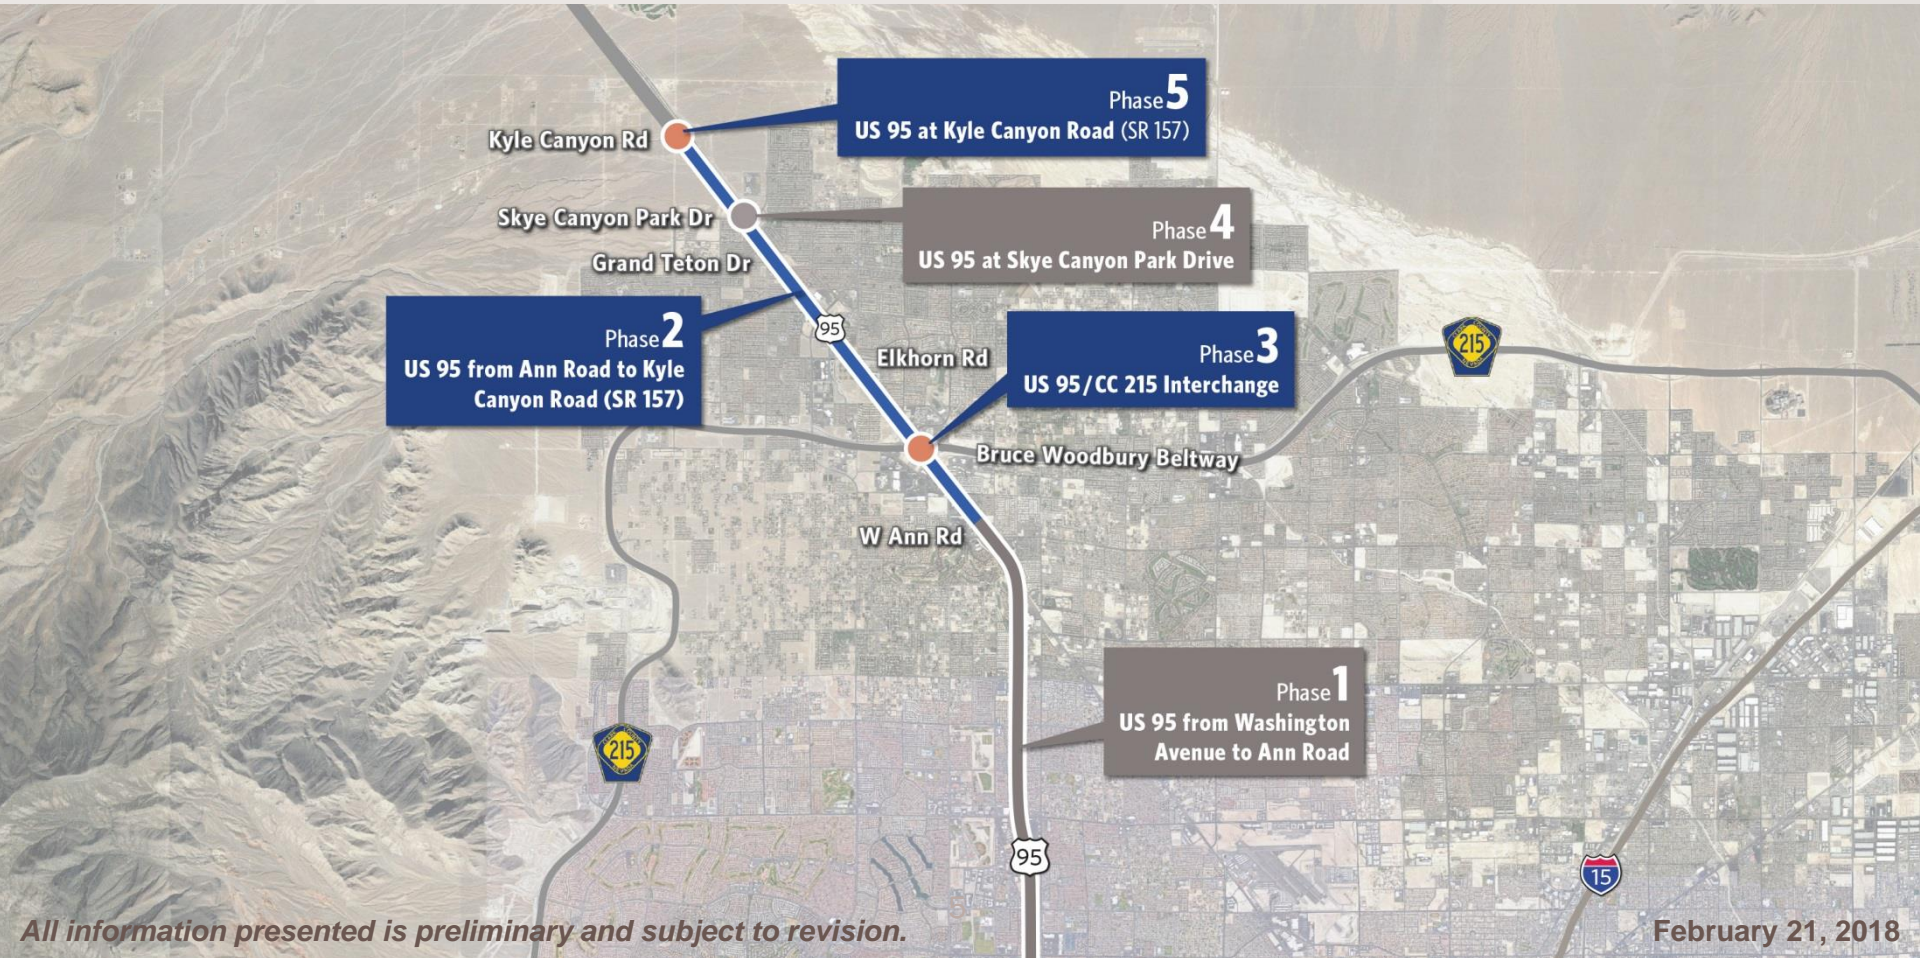 Phase 5
US 95 at Kyle Canyon Road (SR 157)
Kyle Canyon Rd
Phase 4
US 95 at Skye Canyon Park Drive
Skye Canyon Park Dr
Grand Teton Dr
Phase 2
US 95 from Ann Road to Kyle
Canyon Road (SR 157)
95
Elkhorn Rd
Phase 3
US 95/CC 215 Interchange
215
Bruce Woodbury Beltway
W Ann Rd
Phase 1
US 95 from Washington
Avenue to Ann Road
215
95
15
All information presented is preliminary and subject to revision.
February 21, 2018